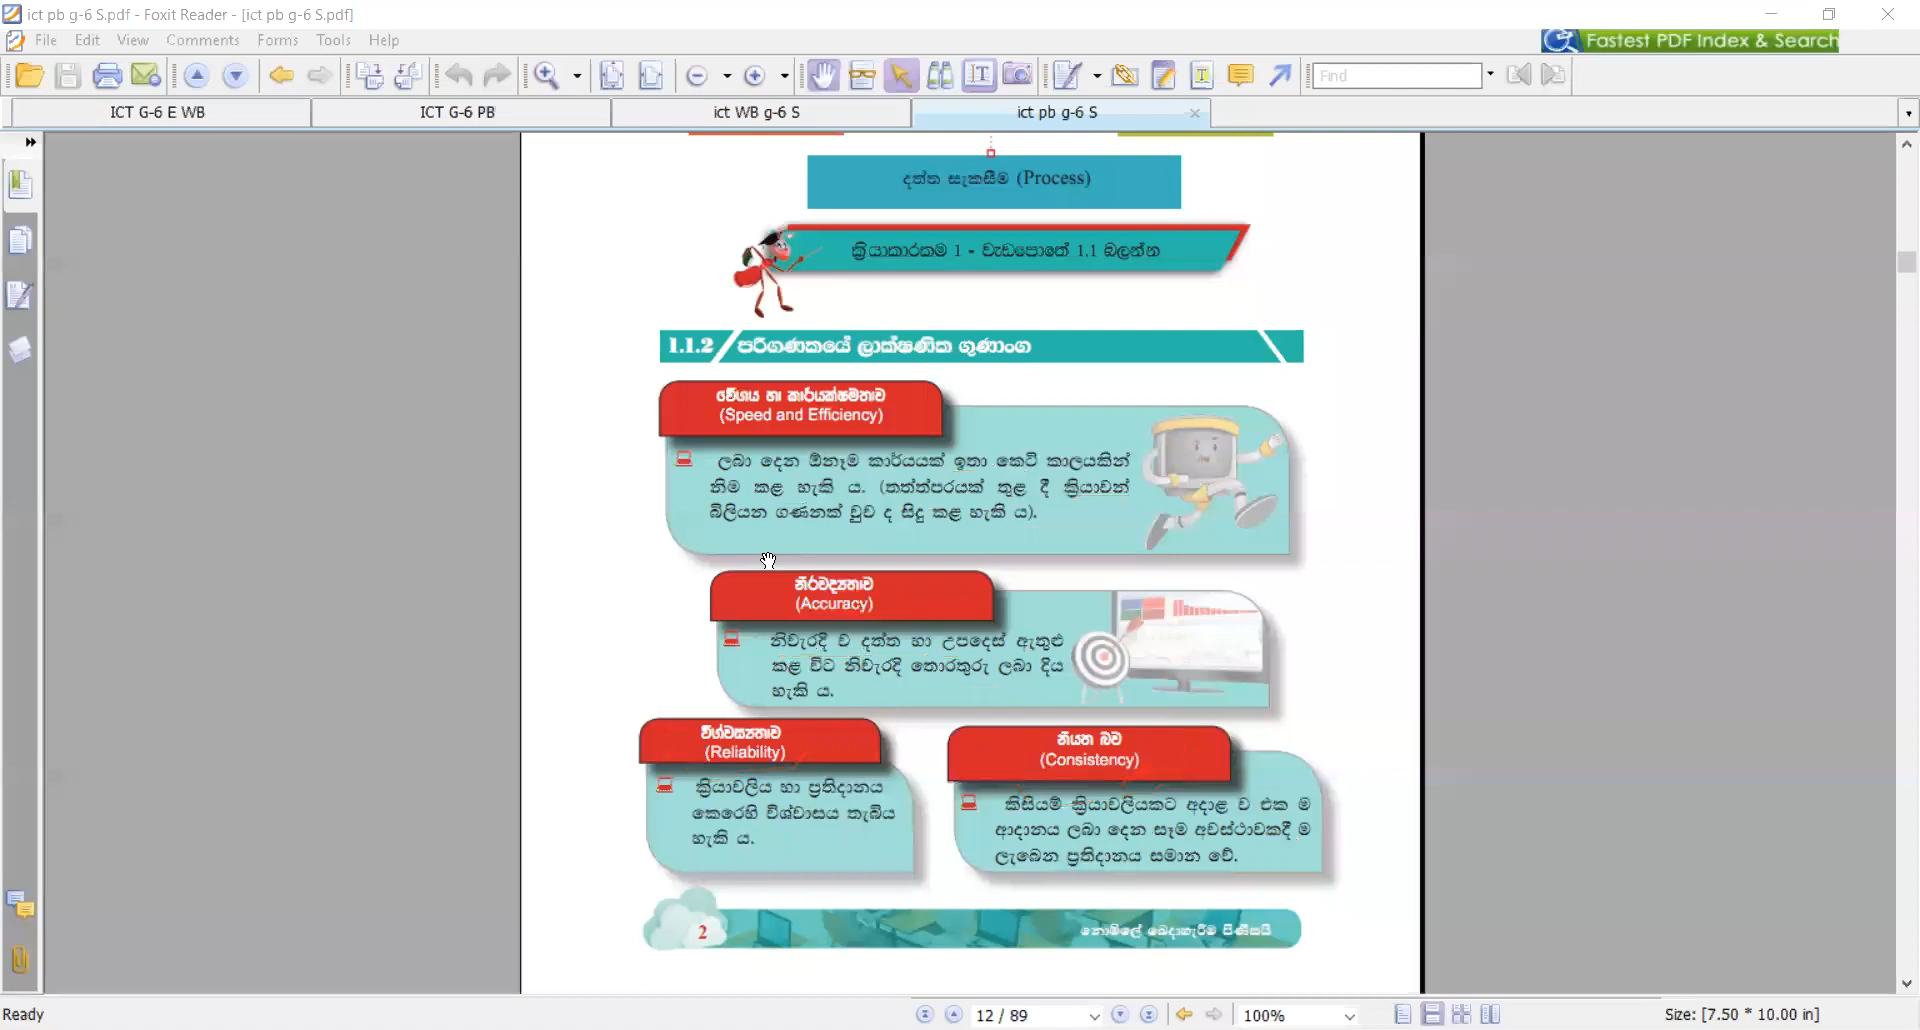 ict pb g-6 S.pdf - Foxit Reader - [ict pb g-6 S.pdf]
File Edit View Comments Forms Tools Help
Fastest PDF Index & Search
Find
ICT G-6 E WB
ICT G-6 PB
ict WB g-6 S
ict pb g-6 S
දත්ත සැකසීම (Process)
ක්‍රියාකාරකම 1 - වැඩපොතේ 1.1 බලන්න
1.1.2 පරිගණකයේ ලාක්ෂණික ගුණාංග
වේගය හා කාර්යක්ෂමතාව
(Speed and Efficiency)
ලබා දෙන ඕනෑම කාර්යයක් ඉතා කෙටි කාලයකින්
නිම කළ හැකි ය. (තත්ත්පරයක් තුළ දී ක්‍රියාවන්
බිලියන ගණනක් වුව ද සිදු කළ හැකි ය).
නිරවද්‍යතාව
(Accuracy)
නිවැරදි ව දත්ත හා උපදෙස් ඇතුළු
කළ විට නිවැරදි තොරතුරු ලබා දිය
හැකි ය.
විශ්වස්‍යතාව
(Reliability)
ක්‍රියාවලිය හා ප්‍රතිදානය
කෙරෙහි විශ්වාසය තැබිය
හැකි ය.
නියත බව
(Consistency)
කිසියම් ක්‍රියාවලියකට අදාළ ව එක ම
ආදානය ලබා දෙන සෑම අවස්ථාවකදී ම
ලැබෙන ප්‍රතිදානය සමාන වේ.
2
නොමිලේ බෙදාහැරීම පිණිසයි
Ready
12 / 89
100%
Size: [7.50 * 10.00 in]